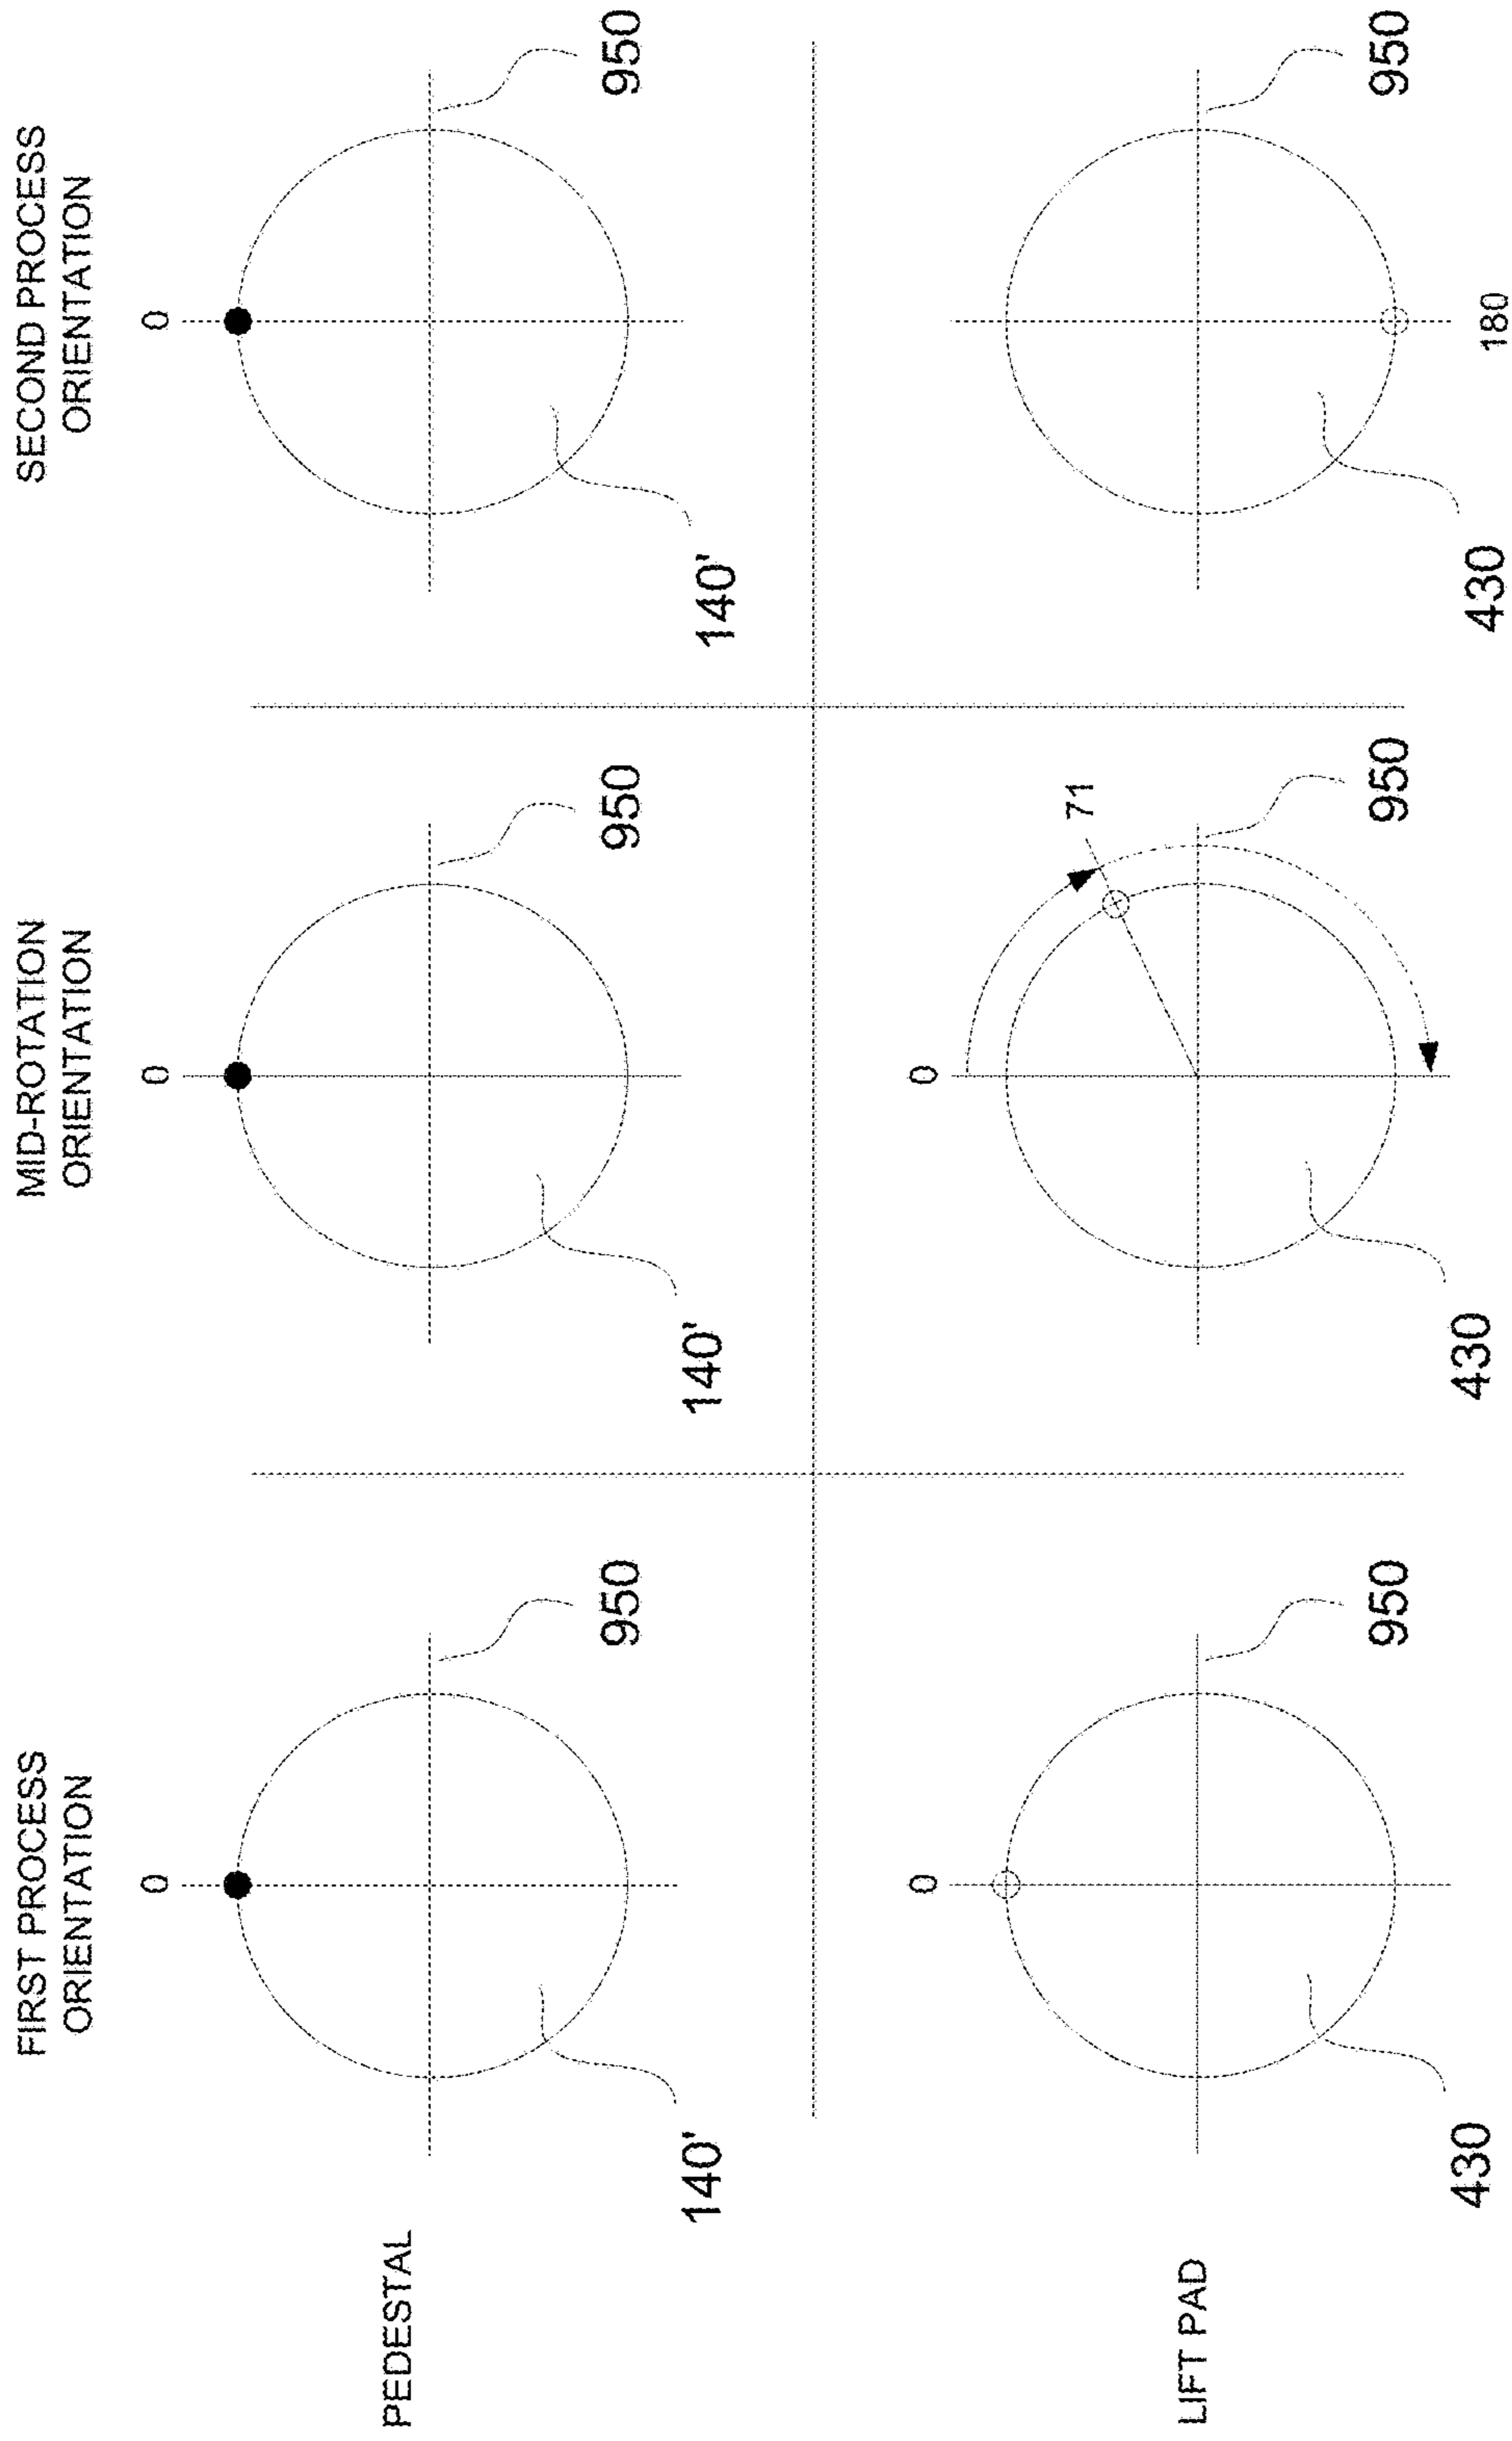 FIRST PROCESS
ORIENTATION
MID-ROTATION
ORIENTATION
SECOND PROCESS
ORIENTATION
0
0
0
PEDESTAL
950
950
950
140'
140'
140'
0
0
71
LIFT PAD
950
950
950
430
430
430
180